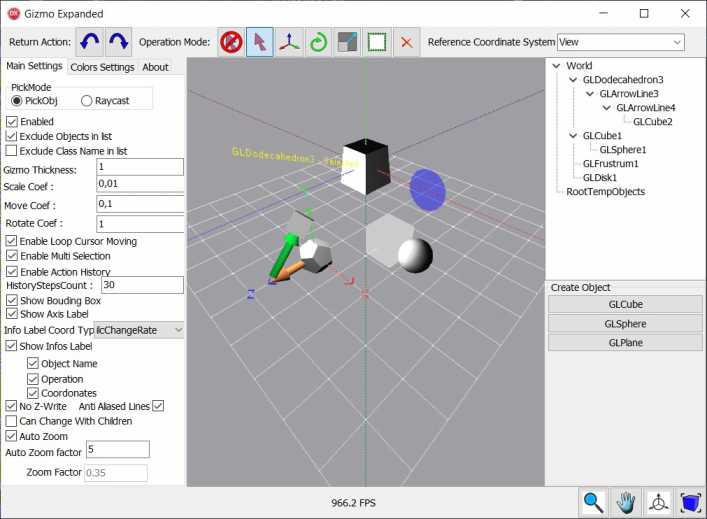 Gizmo Expanded
Return Action: Operation Mode: Reference Coordinate System View
Main Settings Colors Settings About
PickMode
PickObj Raycast
Enabled
Exclude Objects in list
Exclude Class Name in list
Gizmo Thickness: 1
Scale Coef : 0,01
Move Coef : 0,1
Rotate Coef : 1
Enable Loop Cursor Moving
Enable Multi Selection
Enable Action History
HistoryStepsCount : 30
Show Bouding Box
Show Axis Label
Info Label Coord Typ ilcChangeRate
Show Infos Label
Object Name
Operation
Coordinates
No Z-Write Anti Aliased Lines
Can Change With Children
Auto Zoom
Auto Zoom factor 5
Zoom Factor 0.35
GLDodecahedron3
Z
X
World
GLDodecahedron3
GLArrowLine3
GLArrowLine4
GLCube2
GLCube1
GLSphere1
GLFrustrum1
GLDisk1
RootTempObjects
Create Object
GLCube
GLSphere
GLPlane
966.2 FPS